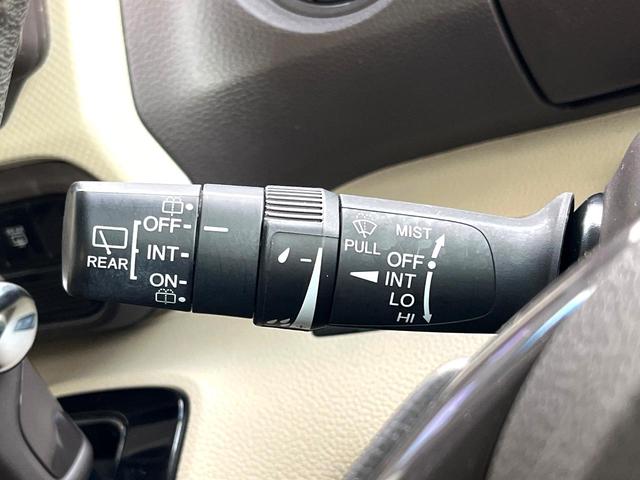 OFF
INT
ON
REAR
MIST
PULL
OFF
INT
LO
HI